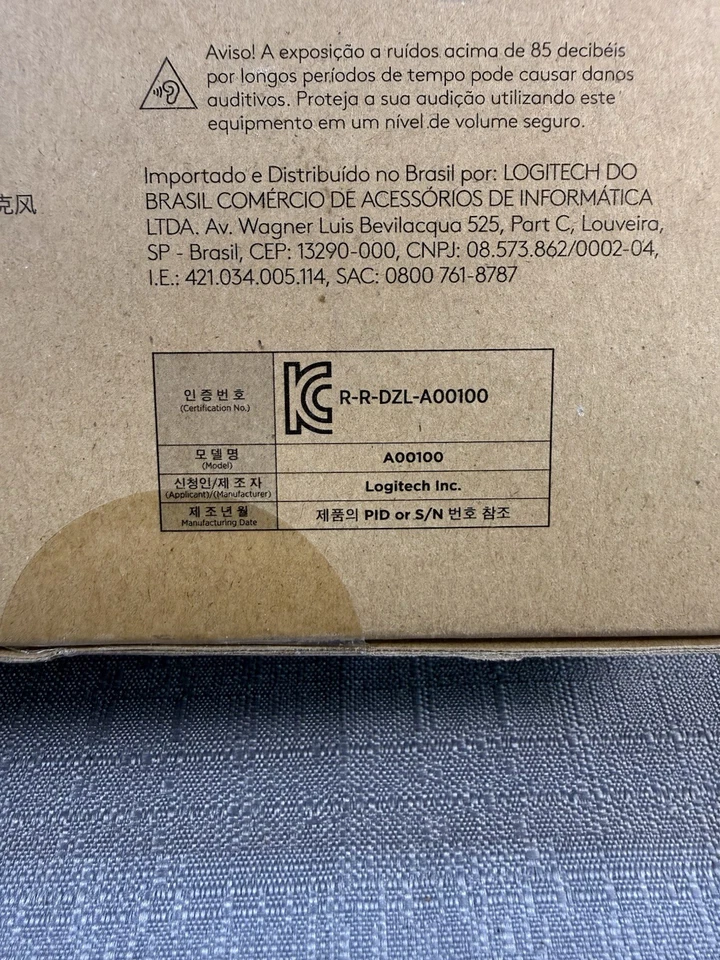 Aviso! A exposição a ruídos acima de 85 decibéis
por longos períodos de tempo pode causar danos
auditivos. Proteja a sua audição utilizando este
equipamento em um nível de volume seguro.
克风
Importado e Distribuído no Brasil por: LOGITECH DO
BRASIL COMÉRCIO DE ACESSÓRIOS DE INFORMÁTICA
LTDA. Av. Wagner Luis Bevilacqua 525, Part C, Louveira,
SP - Brasil, CEP: 13290-000, CNPJ: 08.573.862/0002-04,
I.E.: 421.034.005.114, SAC: 0800 761-8787
인증번호
(Certification No.)
KC R-R-DZL-A00100
모델명
(Model)
A00100
신청인/제조자
(Applicant)/(Manufacturer)
Logitech Inc.
제조년월
Manufacturing Date
제품의 PID or S/N 번호 참조